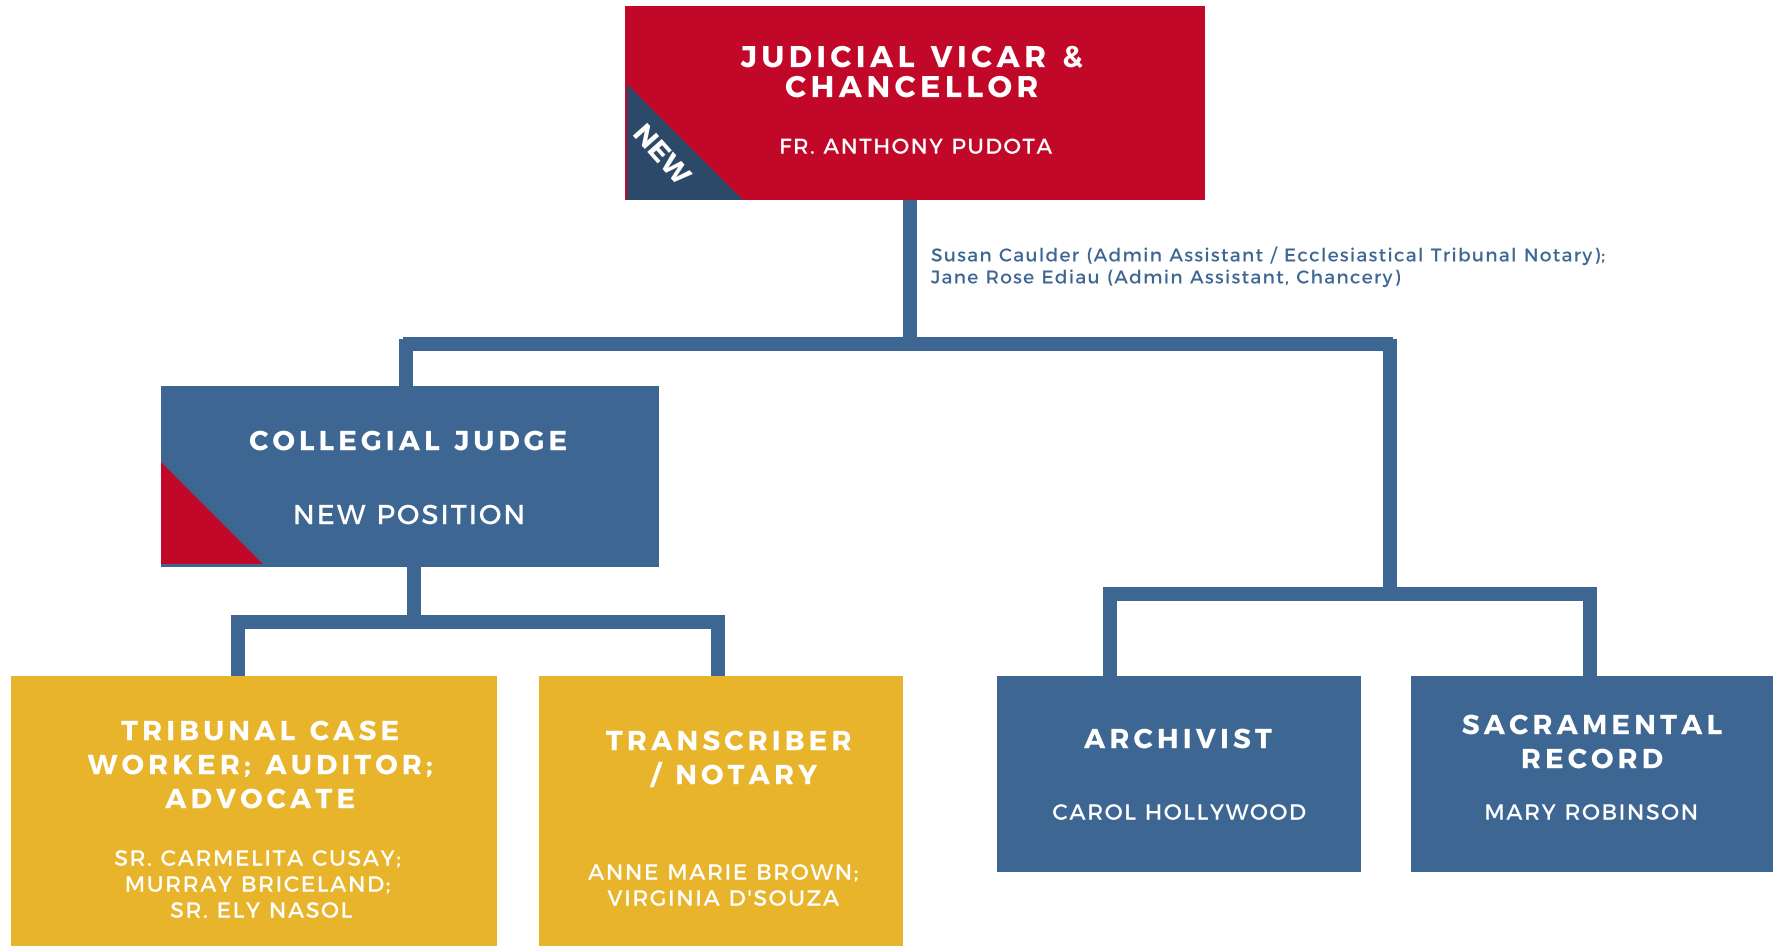 JUDICIAL VICAR &
CHANCELLOR
FR. ANTHONY PUDOTA
NEW
Susan Caulder (Admin Assistant / Ecclesiastical Tribunal Notary);
Jane Rose Ediau (Admin Assistant, Chancery)
COLLEGIAL JUDGE
NEW POSITION
TRIBUNAL CASE
WORKER; AUDITOR;
ADVOCATE
SR. CARMELITA CUSAY;
MURRAY BRICELAND;
SR. ELY NASOL
TRANSCRIBER
/ NOTARY
ANNE MARIE BROWN;
VIRGINIA D'SOUZA
ARCHIVIST
CAROL HOLLYWOOD
SACRAMENTAL
RECORD
MARY ROBINSON